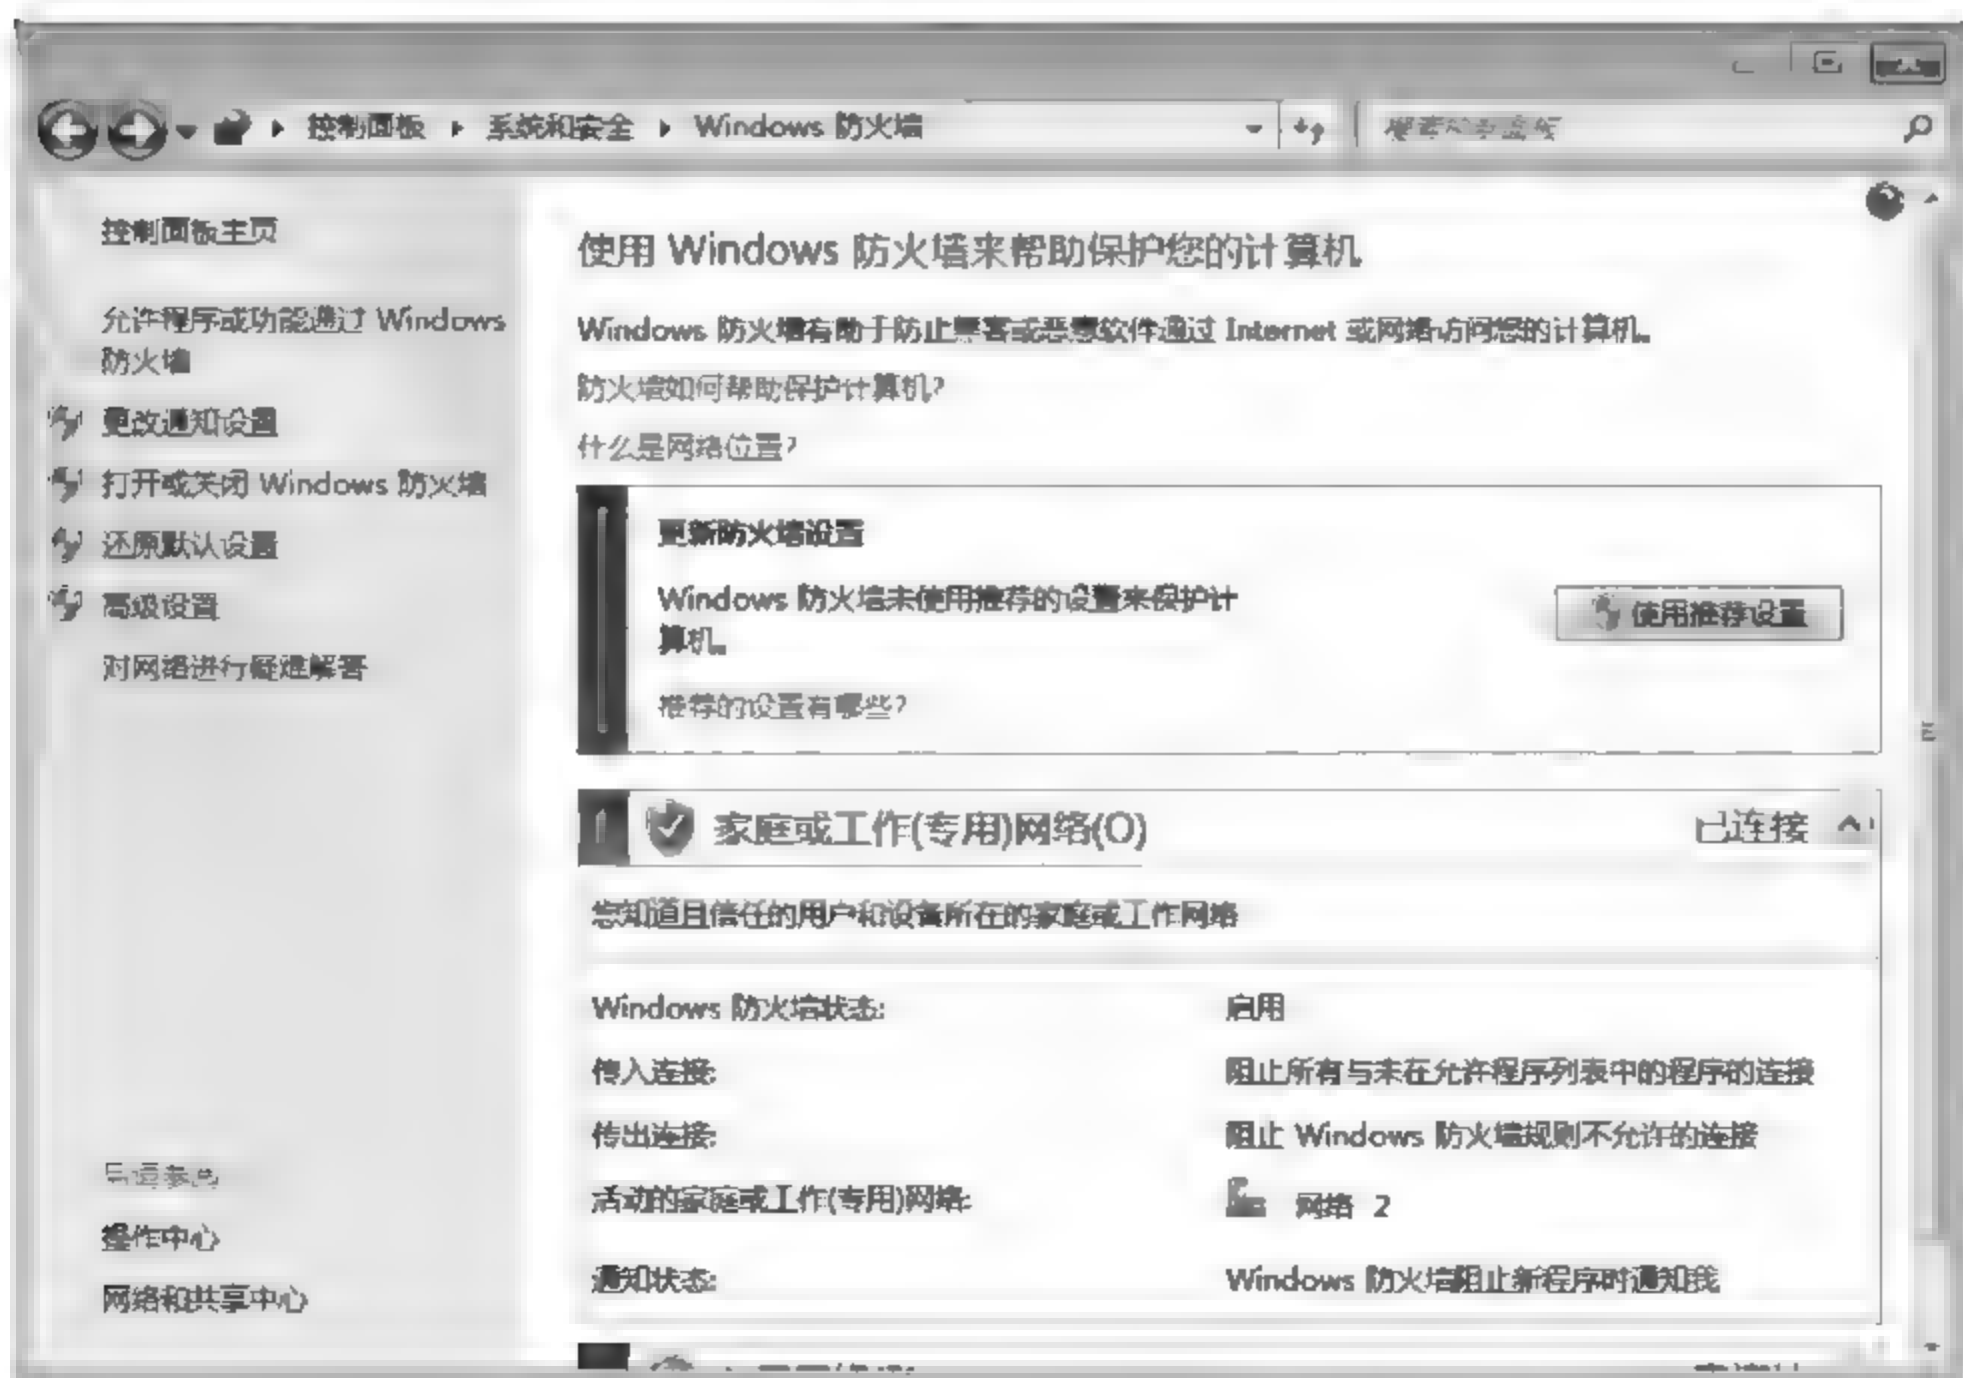 控制面板 系统和安全 Windows 防火墙
搜索控制面板
控制面板主页
允许程序或功能通过 Windows
防火墙
更改通知设置
打开或关闭 Windows 防火墙
还原默认设置
高级设置
对网络进行疑难解答
另请参阅
操作中心
网络和共享中心
使用 Windows 防火墙来帮助保护您的计算机
Windows 防火墙有助于防止黑客或恶意软件通过 Internet 或网络访问您的计算机。
防火墙如何帮助保护计算机?
什么是网络位置?
更新防火墙设置
Windows 防火墙未使用推荐的设置来保护计
算机。
使用推荐设置
推荐的设置有哪些?
家庭或工作(专用)网络(O) 已连接
您知道且信任的用户和设备所在的家庭或工作网络
Windows 防火墙状态: 启用
传入连接: 阻止所有与未在允许程序列表中的程序的连接
传出连接: 阻止 Windows 防火墙规则不允许的连接
活动的家庭或工作(专用)网络: 网络 2
通知状态: Windows 防火墙阻止新程序时通知我